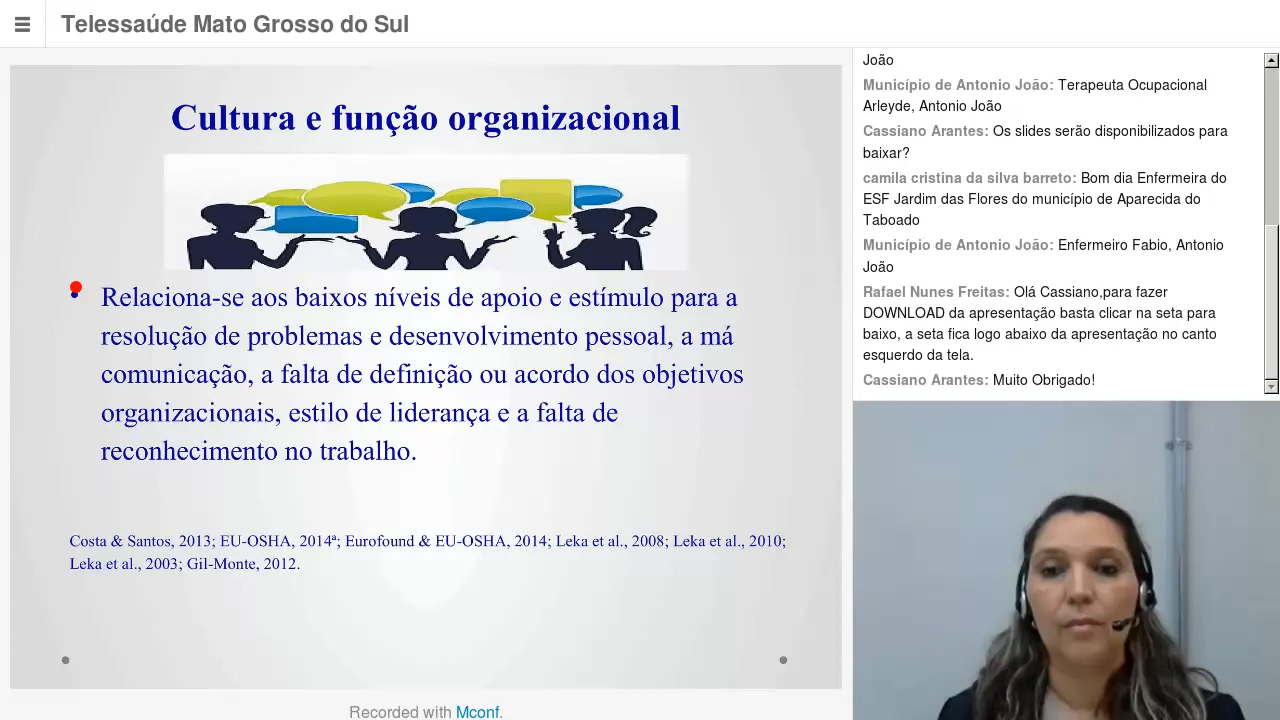 Telessaúde Mato Grosso do Sul
Cultura e função organizacional
Relaciona-se aos baixos níveis de apoio e estímulo para a
resolução de problemas e desenvolvimento pessoal, a má
comunicação, a falta de definição ou acordo dos objetivos
organizacionais, estilo de liderança e a falta de
reconhecimento no trabalho.
Costa & Santos, 2013; EU-OSHA, 2014ª; Eurofound & EU-OSHA, 2014; Leka et al., 2008; Leka et al., 2010;
Leka et al., 2003; Gil-Monte, 2012.
Recorded with Mconf.
João
Município de Antonio João: Terapeuta Ocupacional
Arleyde, Antonio João
Cassiano Arantes: Os slides serão disponibilizados para
baixar?
camila cristina da silva barreto: Bom dia Enfermeira do
ESF Jardim das Flores do município de Aparecida do
Taboado
Município de Antonio João: Enfermeiro Fabio, Antonio
João
Rafael Nunes Freitas: Olá Cassiano,para fazer
DOWNLOAD da apresentação basta clicar na seta para
baixo, a seta fica logo abaixo da apresentação no canto
esquerdo da tela.
Cassiano Arantes: Muito Obrigado!